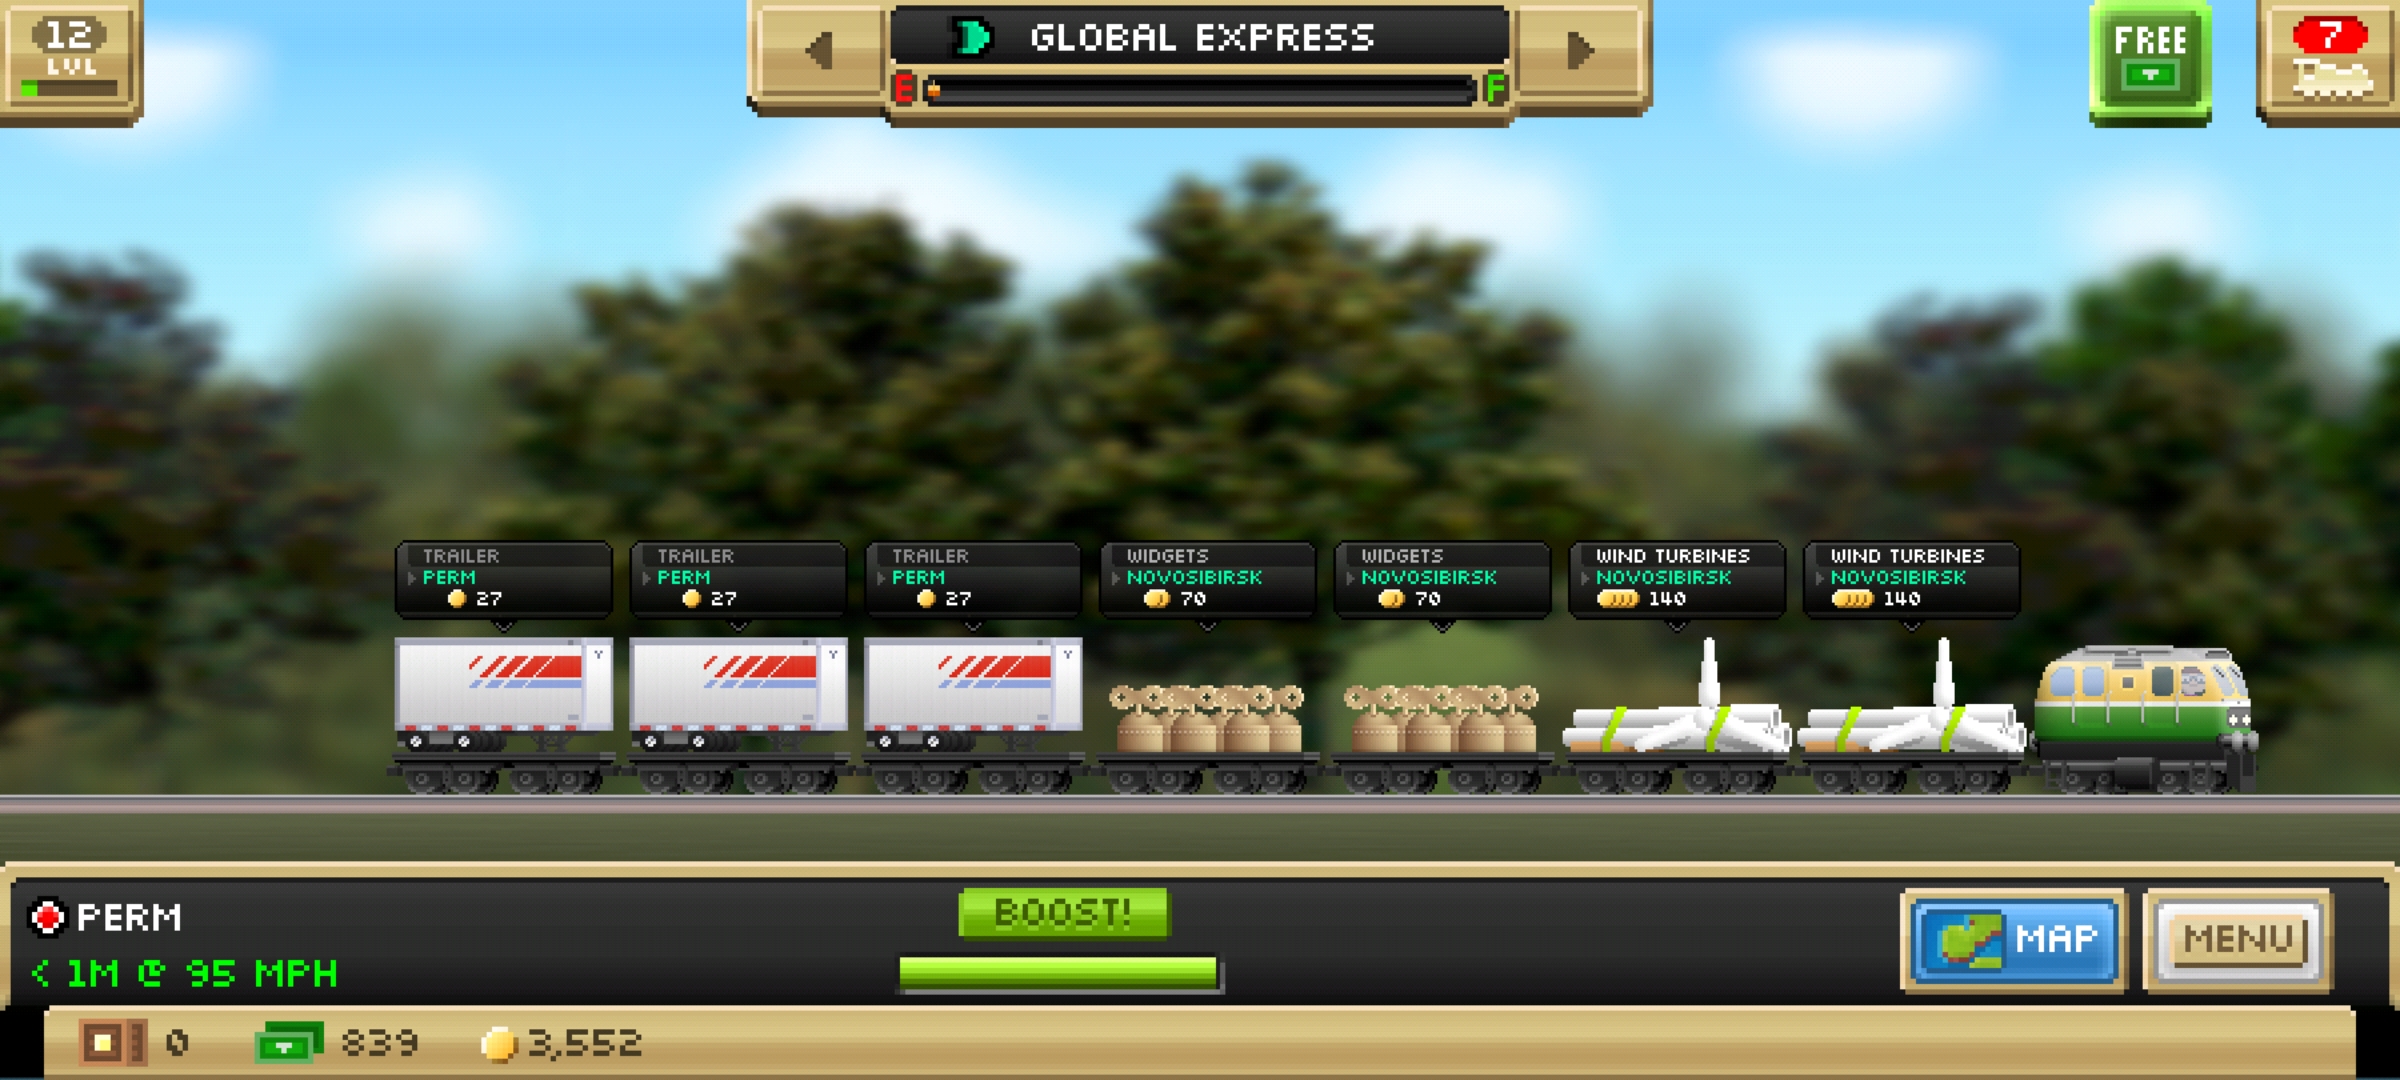 12
LVL
GLOBAL EXPRESS
E F
FREE
7
TRAILER
PERM
27
TRAILER
PERM
27
TRAILER
PERM
27
WIDGETS
NOVOSIBIRSK
70
WIDGETS
NOVOSIBIRSK
70
WIND TURBINES
NOVOSIBIRSK
140
WIND TURBINES
NOVOSIBIRSK
140
PERM
< 1M @ 95 MPH
BOOST!
MAP
MENU
0
839
3,552